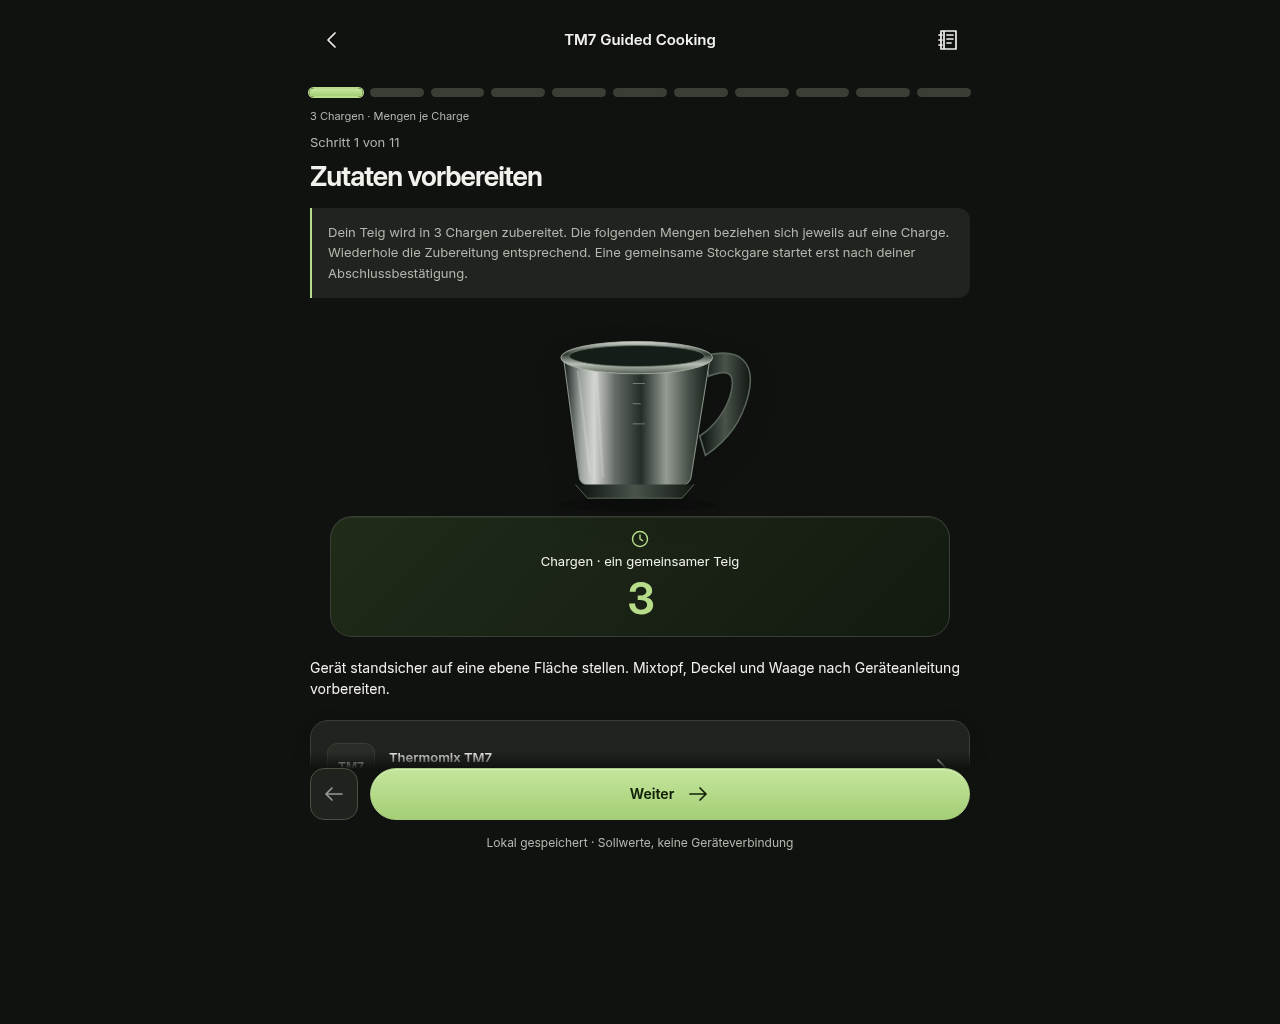 TM7 Guided Cooking
3 Chargen · Mengen je Charge
Schritt 1 von 11
Zutaten vorbereiten
Dein Teig wird in 3 Chargen zubereitet. Die folgenden Mengen beziehen sich jeweils auf eine Charge.
Wiederhole die Zubereitung entsprechend. Eine gemeinsame Stockgare startet erst nach deiner
Abschlussbestätigung.
Chargen · ein gemeinsamer Teig
3
Gerät standsicher auf eine ebene Fläche stellen. Mixtopf, Deckel und Waage nach Geräteanleitung
vorbereiten.
Thermomix TM7
TM7
Weiter
Lokal gespeichert · Sollwerte, keine Geräteverbindung